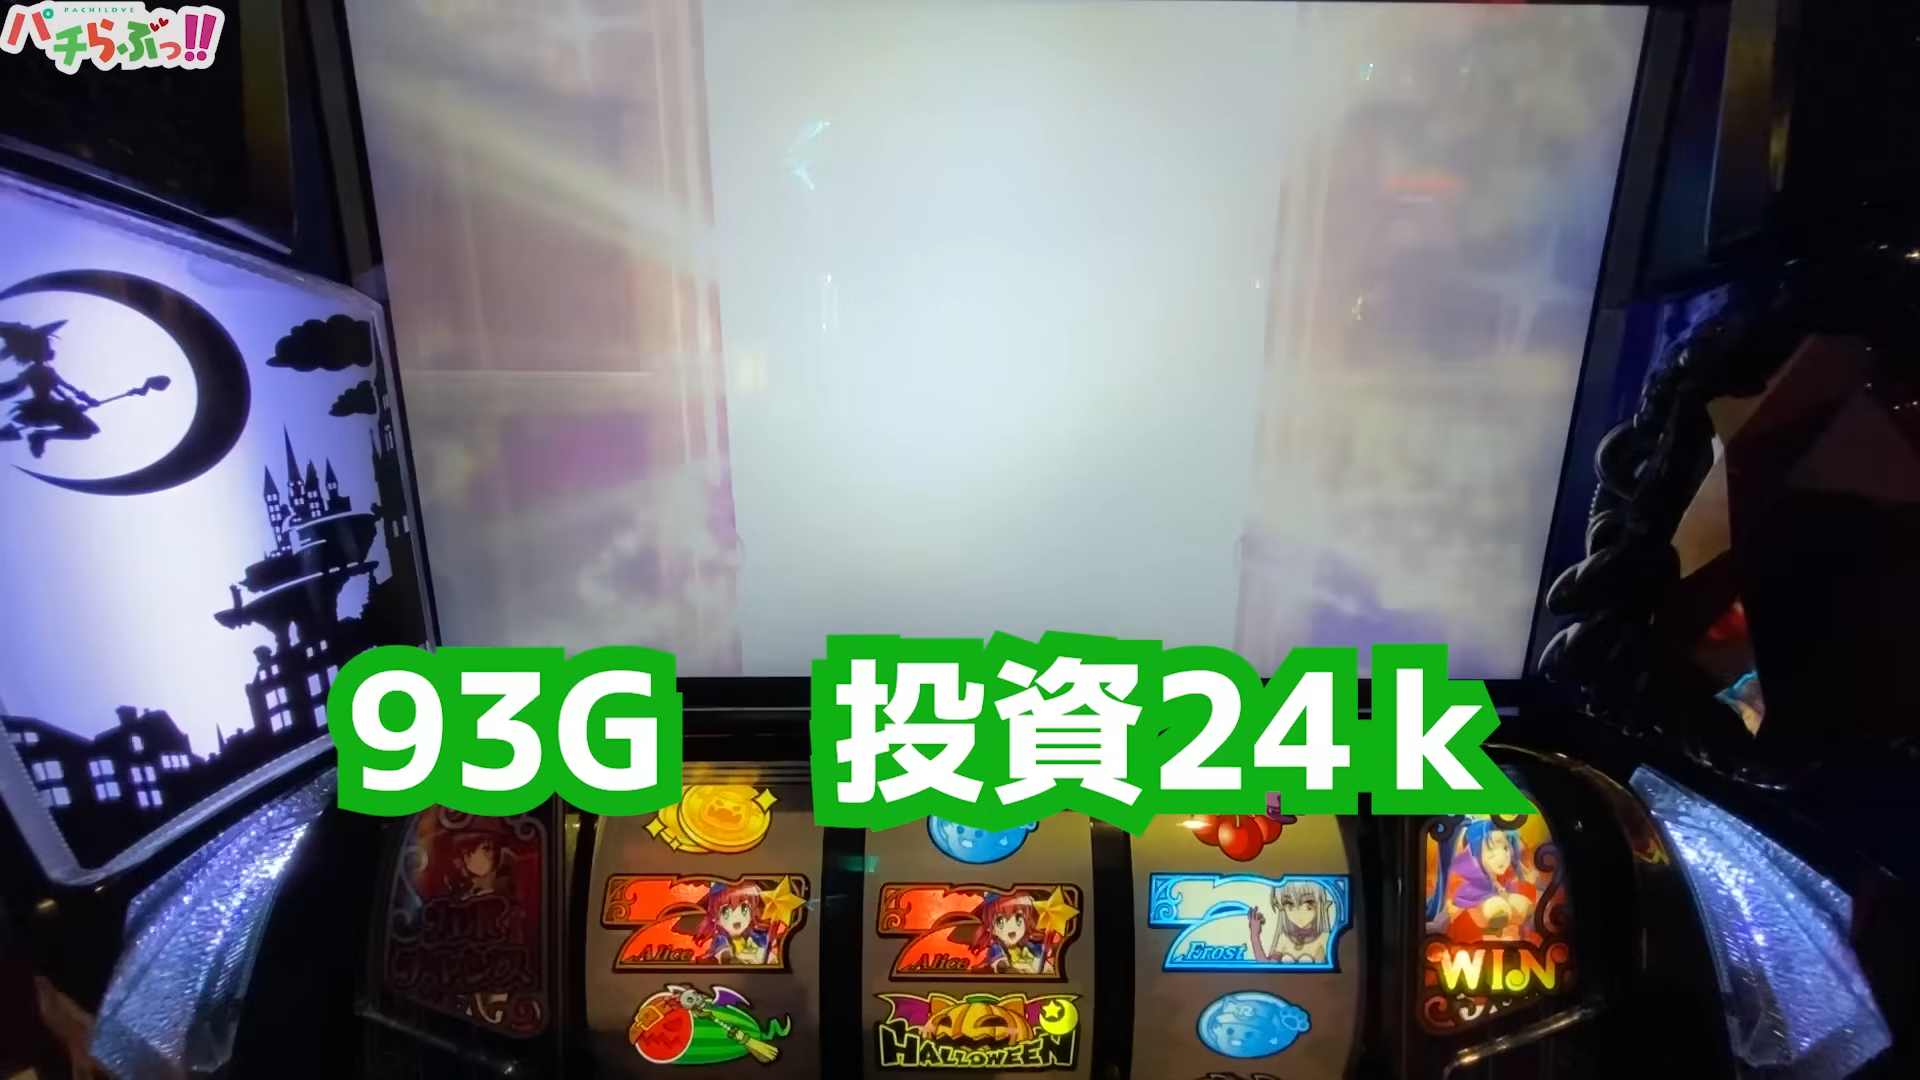 PACHILOVE
パチらぶっ!!
93G 投資24k
Alice
Alice
Frost
WIN
HALLOWEEN